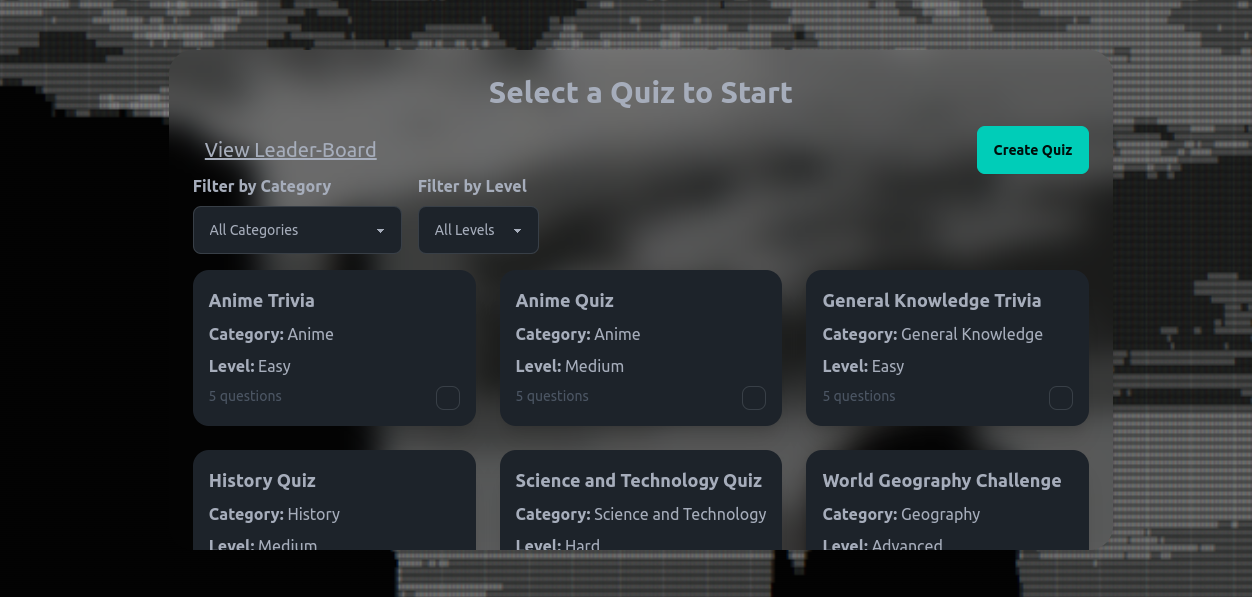 Select a Quiz to Start
View Leader-Board
Create Quiz
Filter by Category
Filter by Level
All Categories
All Levels
Anime Trivia
Category: Anime
Level: Easy
5 questions
Anime Quiz
Category: Anime
Level: Medium
5 questions
General Knowledge Trivia
Category: General Knowledge
Level: Easy
5 questions
History Quiz
Category: History
Level: Medium
Science and Technology Quiz
Category: Science and Technology
Level: Hard
World Geography Challenge
Category: Geography
Level: Advanced